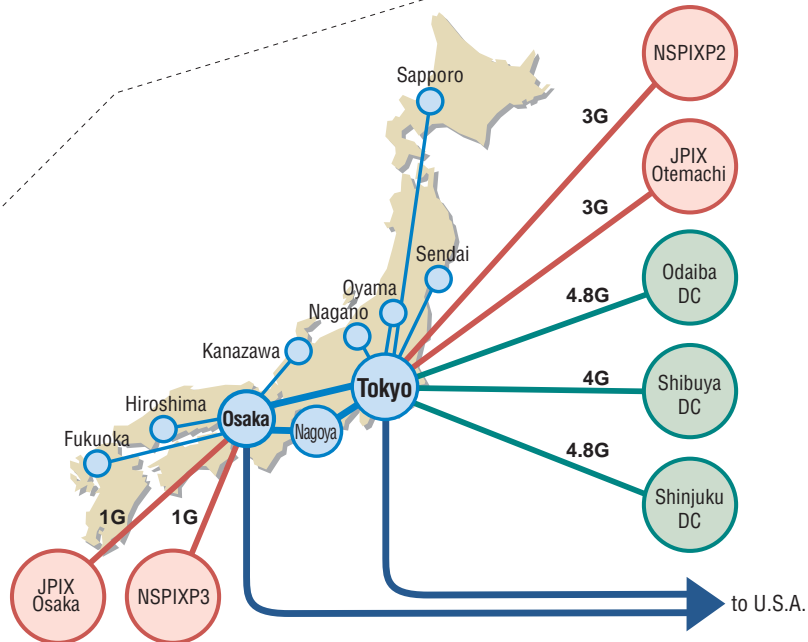 NSPIXP2
Sapporo
3G
JPIX
Otemachi
3G
Sendai
Odaiba
DC
Oyama
4.8G
Nagano
Kanazawa
Tokyo
4G
Shibuya
DC
Hiroshima
Osaka
Nagoya
Fukuoka
4.8G
Shinjuku
DC
1G
1G
JPIX
Osaka
NSPIXP3
to U.S.A.